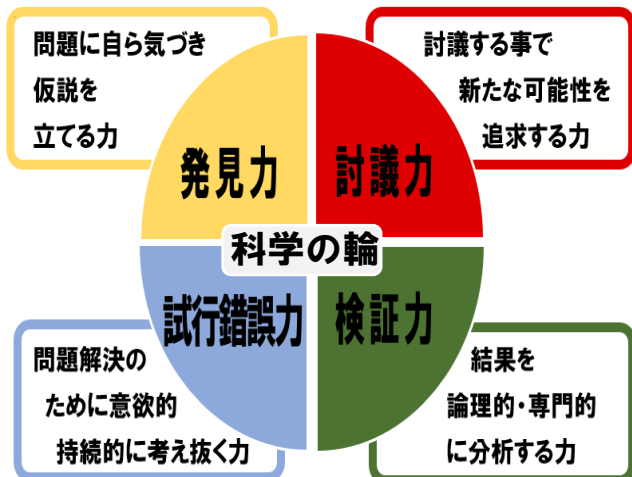 問題に自ら気づき
仮説を
立てる力
発見力
討議する事で
新たな可能性を
追求する力
討議力
科学の輪
試行錯誤力
問題解決の
ために意欲的
持続的に考え抜く力
検証力
結果を
論理的・専門的
に分析する力